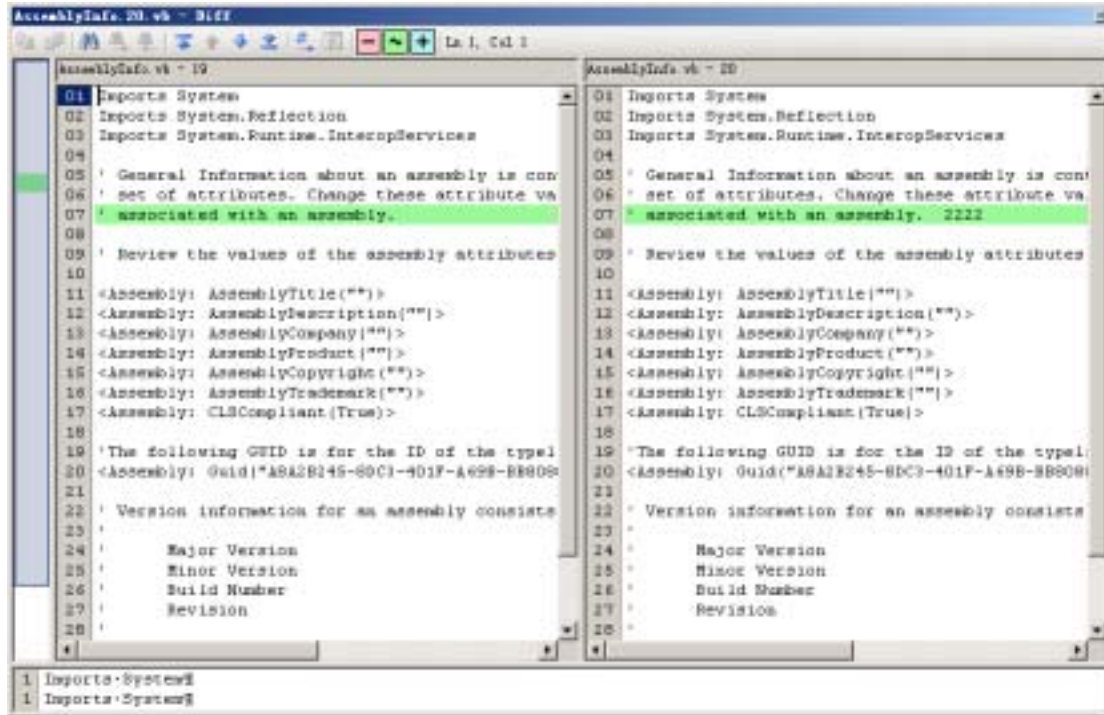 AssemblyInfo.20.vb - Diff
Ln 1, Col 1
AssemblyInfo.vb - 19
01 Imports System
02 Imports System.Reflection
03 Imports System.Runtime.InteropServices
04
05 ' General Information about an assembly is con
06 ' set of attributes. Change these attribute va
07 ' associated with an assembly.
08
09 ' Review the values of the assembly attributes
10
11 <Assembly: AssemblyTitle("")>
12 <Assembly: AssemblyDescription("")>
13 <Assembly: AssemblyCompany("")>
14 <Assembly: AssemblyProduct("")>
15 <Assembly: AssemblyCopyright("")>
16 <Assembly: AssemblyTrademark("")>
17 <Assembly: CLSCompliant(True)>
18
19 'The following GUID is for the ID of the typel
20 <Assembly: Guid("A8A2B245-8DC3-401F-A69B-BB808
21
22 ' Version information for an assembly consists
23 '
24 ' Major Version
25 ' Minor Version
26 ' Build Number
27 ' Revision
28 '
AssemblyInfo.vb - 20
01 Imports System
02 Imports System.Reflection
03 Imports System.Runtime.InteropServices
04
05 ' General Information about an assembly is con
06 ' set of attributes. Change these attribute va
07 ' associated with an assembly. 2222
08
09 ' Review the values of the assembly attributes
10
11 <Assembly: AssemblyTitle("")>
12 <Assembly: AssemblyDescription("")>
13 <Assembly: AssemblyCompany("")>
14 <Assembly: AssemblyProduct("")>
15 <Assembly: AssemblyCopyright("")>
16 <Assembly: AssemblyTrademark("")>
17 <Assembly: CLSCompliant(True)>
18
19 'The following GUID is for the ID of the typel
20 <Assembly: Guid("A8A2B245-8DC3-401F-A69B-BB808
21
22 ' Version information for an assembly consists
23 '
24 ' Major Version
25 ' Minor Version
26 ' Build Number
27 ' Revision
28 '
1 Imports·System¶
1 Imports·System¶